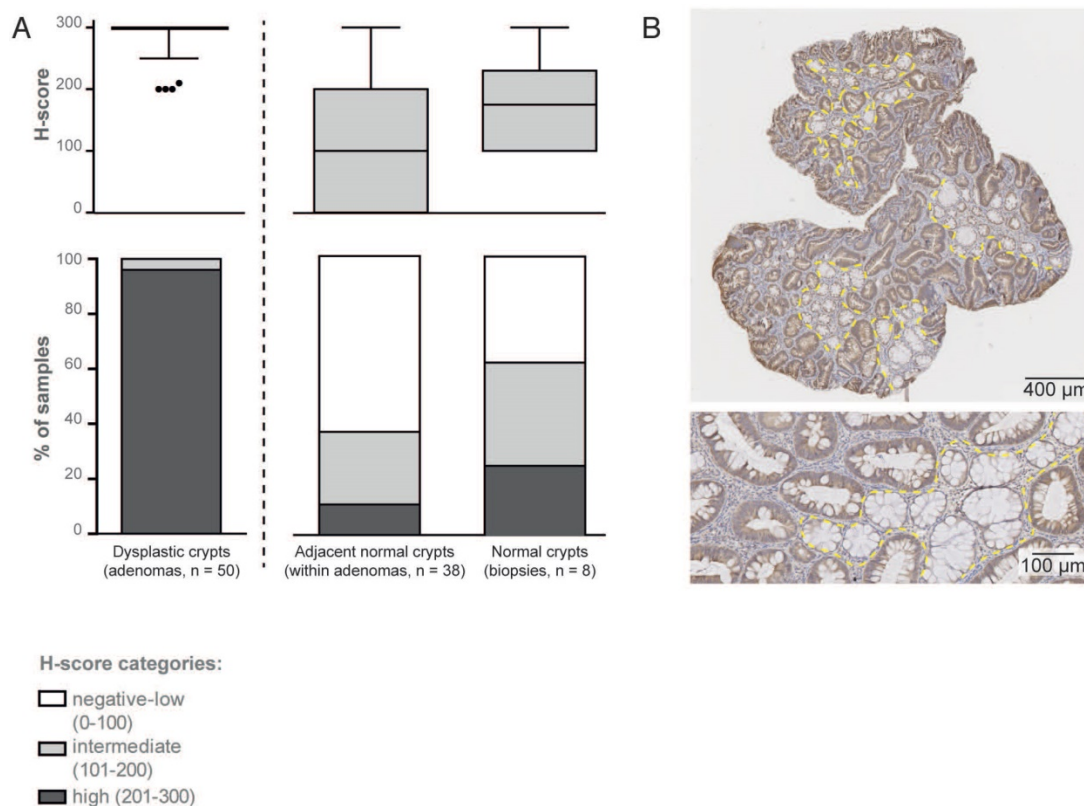 A
300
200
100
0
H-score
100
80
60
40
20
0
% of samples
Dysplastic crypts
(adenomas, n = 50)
Adjacent normal crypts
(within adenomas, n = 38)
Normal crypts
(biopsies, n = 8)
H-score categories:
negative-low
(0-100)
intermediate
(101-200)
high (201-300)
B
400 µm
100 µm